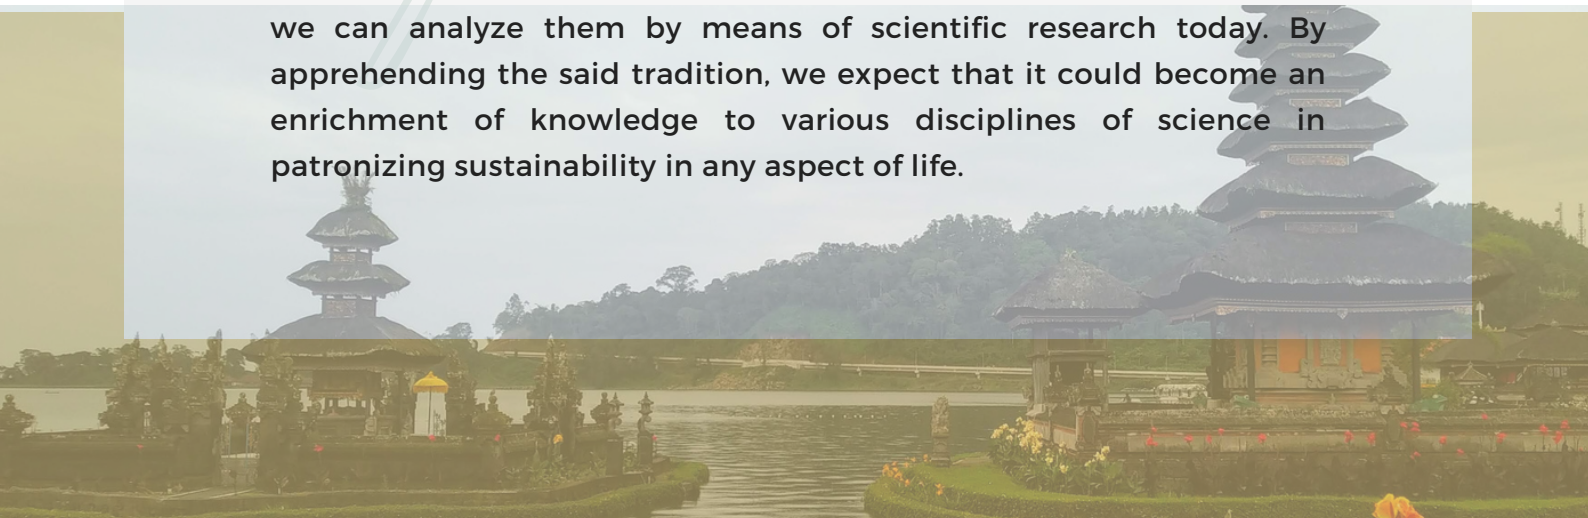 we can analyze them by means of scientific research today. By
apprehending the said tradition, we expect that it could become an
enrichment of knowledge to various disciplines of science in
patronizing sustainability in any aspect of life.